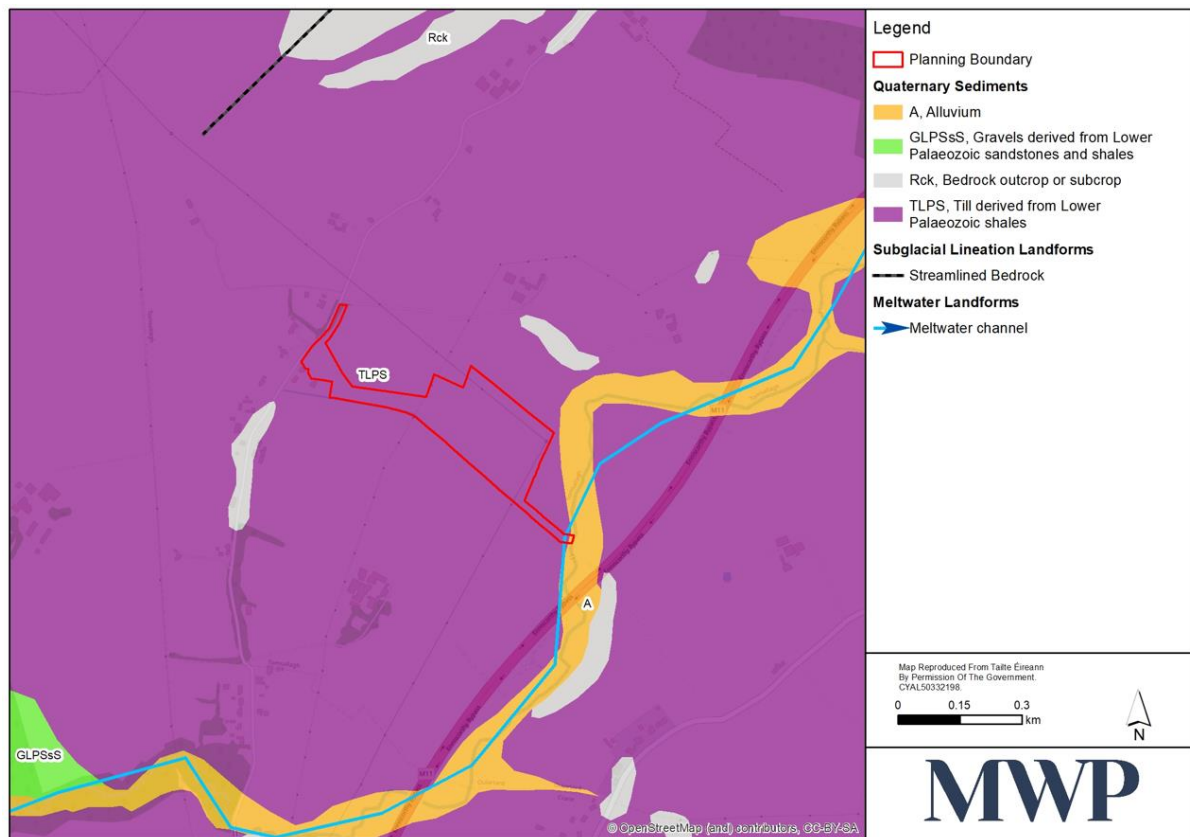 Rck
TLPS
A
GLPSsS
M11
M11
© OpenStreetMap (and) contributors, CC-BY-SA
Legend
Planning Boundary
Quaternary Sediments
A, Alluvium
GLPSsS, Gravels derived from Lower
Palaeozoic sandstones and shales
Rck, Bedrock outcrop or subcrop
TLPS, Till derived from Lower
Palaeozoic shales
Subglacial Lineation Landforms
Streamlined Bedrock
Meltwater Landforms
Meltwater channel
Map Reproduced From Tailte Éireann
By Permission Of The Government.
CYAL50332198.
0 0.15 0.3
km
N
MWP